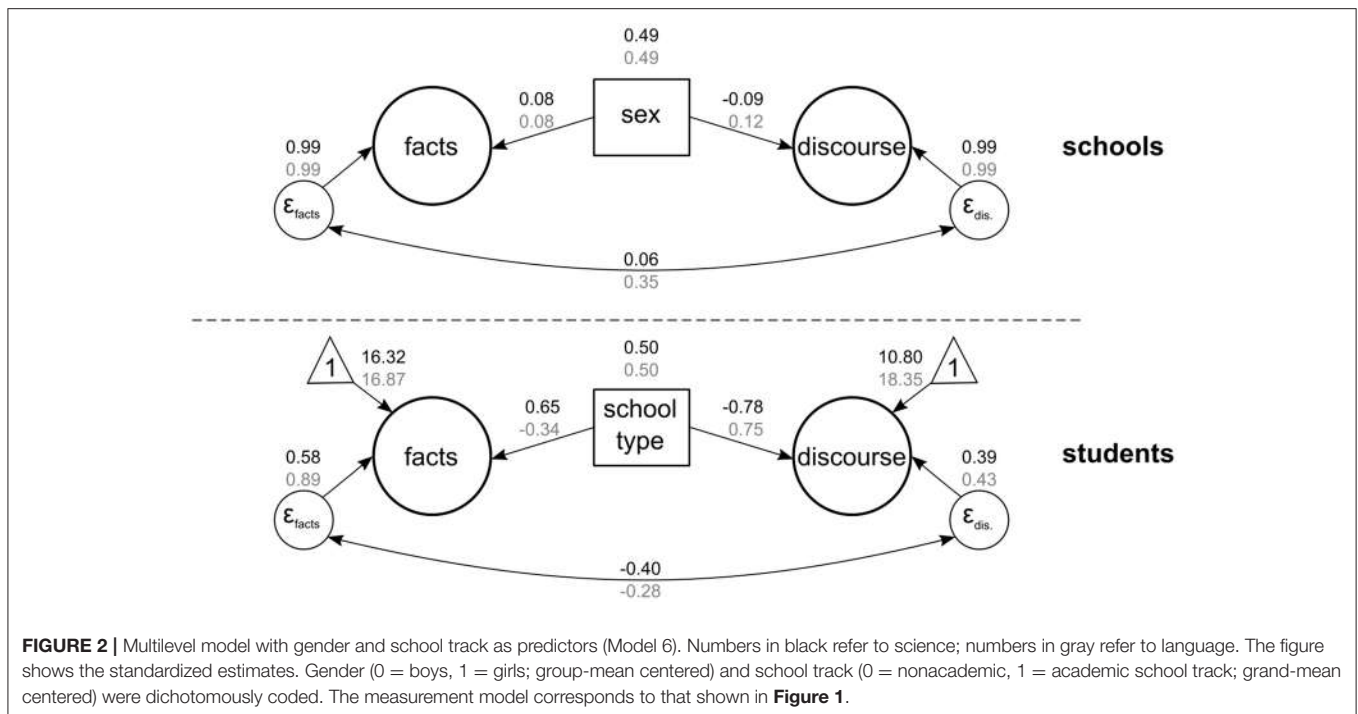 0.49
0.49
0.08
0.08
sex
-0.09
0.12
facts
discourse
schools
0.99
0.99
0.99
0.99
εfacts
εdis.
0.06
0.35
1
16.32
16.87
0.50
0.50
10.80
18.35
1
0.65
-0.34
school
type
-0.78
0.75
facts
discourse
students
0.58
0.89
0.39
0.43
εfacts
εdis.
-0.40
-0.28
FIGURE 2 | Multilevel model with gender and school track as predictors (Model 6). Numbers in black refer to science; numbers in gray refer to language. The figure
shows the standardized estimates. Gender (0 = boys, 1 = girls; group-mean centered) and school track (0 = nonacademic, 1 = academic school track; grand-mean
centered) were dichotomously coded. The measurement model corresponds to that shown in Figure 1.